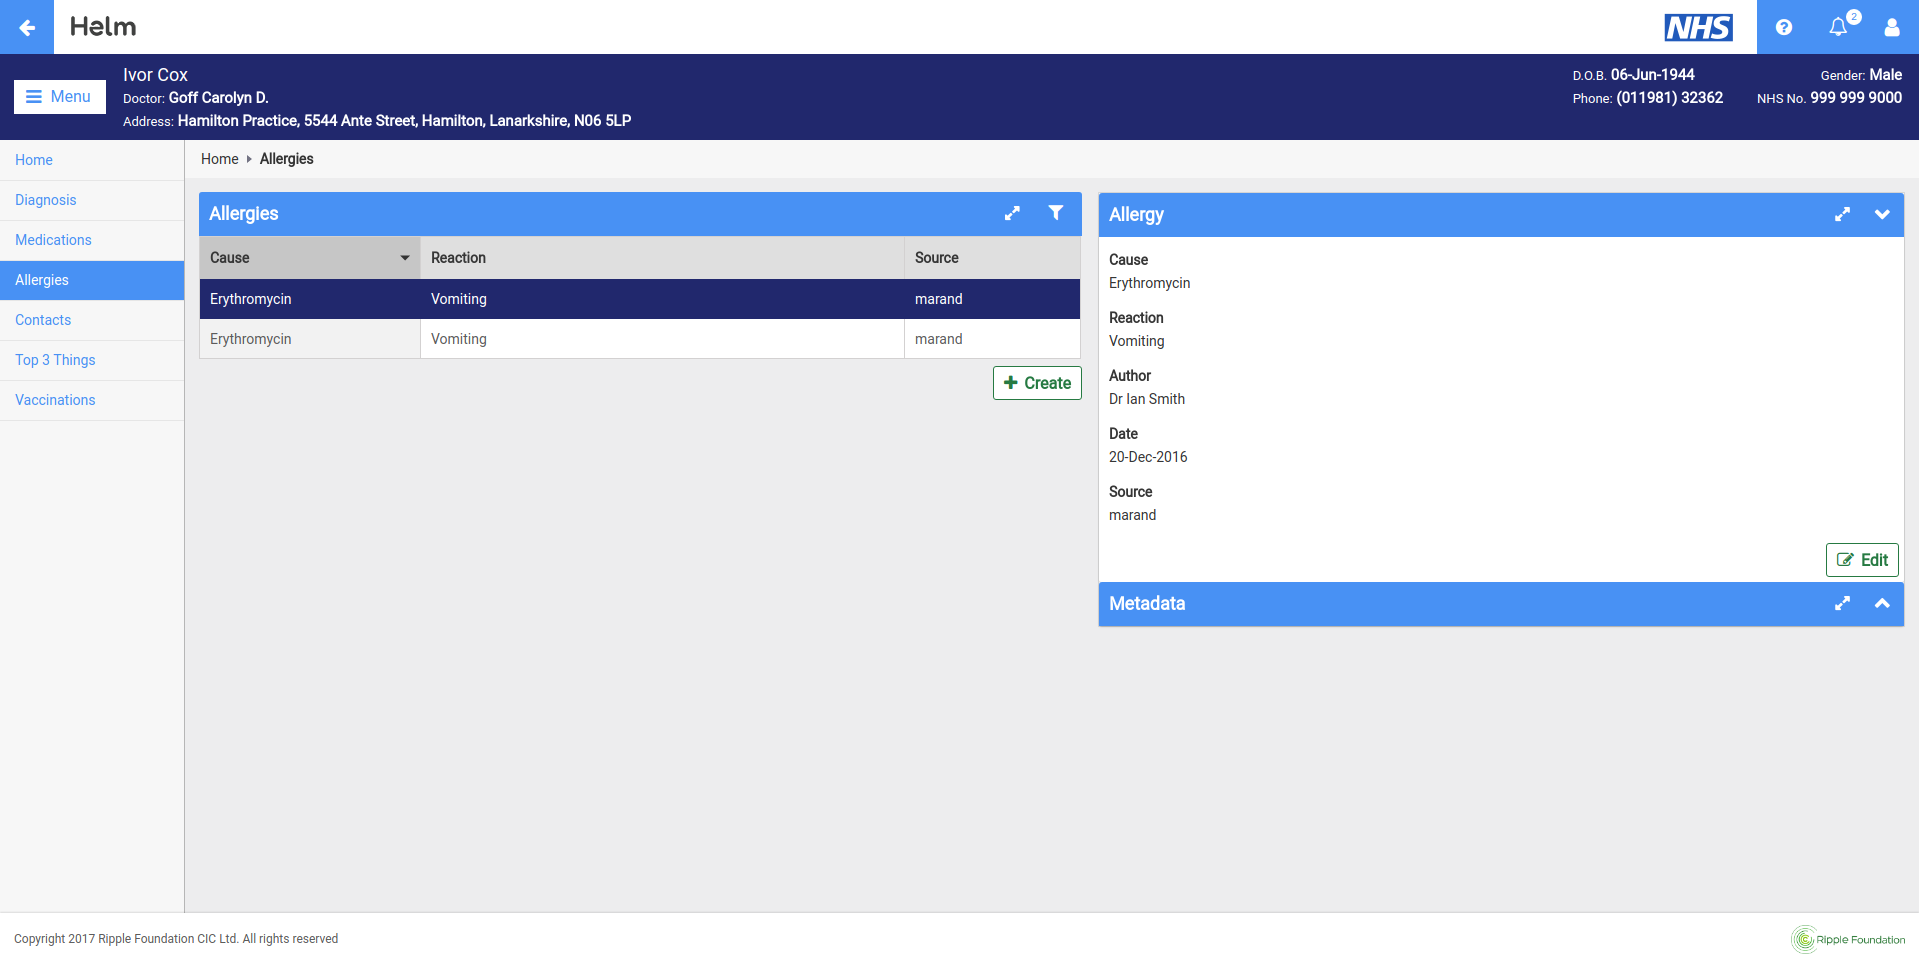 Helm
NHS
2
Menu
Ivor Cox
Doctor: Goff Carolyn D.
Address: Hamilton Practice, 5544 Ante Street, Hamilton, Lanarkshire, N06 5LP
D.O.B. 06-Jun-1944
Phone: (011981) 32362
Gender: Male
NHS No. 999 999 9000
Home
Diagnosis
Medications
Allergies
Contacts
Top 3 Things
Vaccinations
Home Allergies
Allergies
Cause Reaction Source
Erythromycin Vomiting marand
Erythromycin Vomiting marand
Create
Allergy
Cause
Erythromycin
Reaction
Vomiting
Author
Dr Ian Smith
Date
20-Dec-2016
Source
marand
Edit
Metadata
Copyright 2017 Ripple Foundation CIC Ltd. All rights reserved
Ripple Foundation